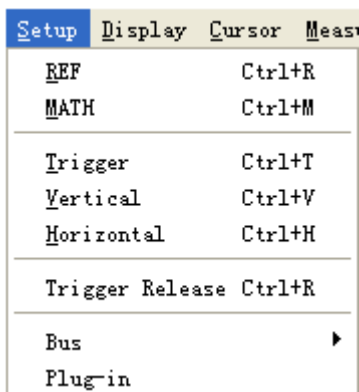 Setup Display Cursor Meas
REF Ctrl+R
MATH Ctrl+M
Trigger Ctrl+T
Vertical Ctrl+V
Horizontal Ctrl+H
Trigger Release Ctrl+R
Bus
Plug-in